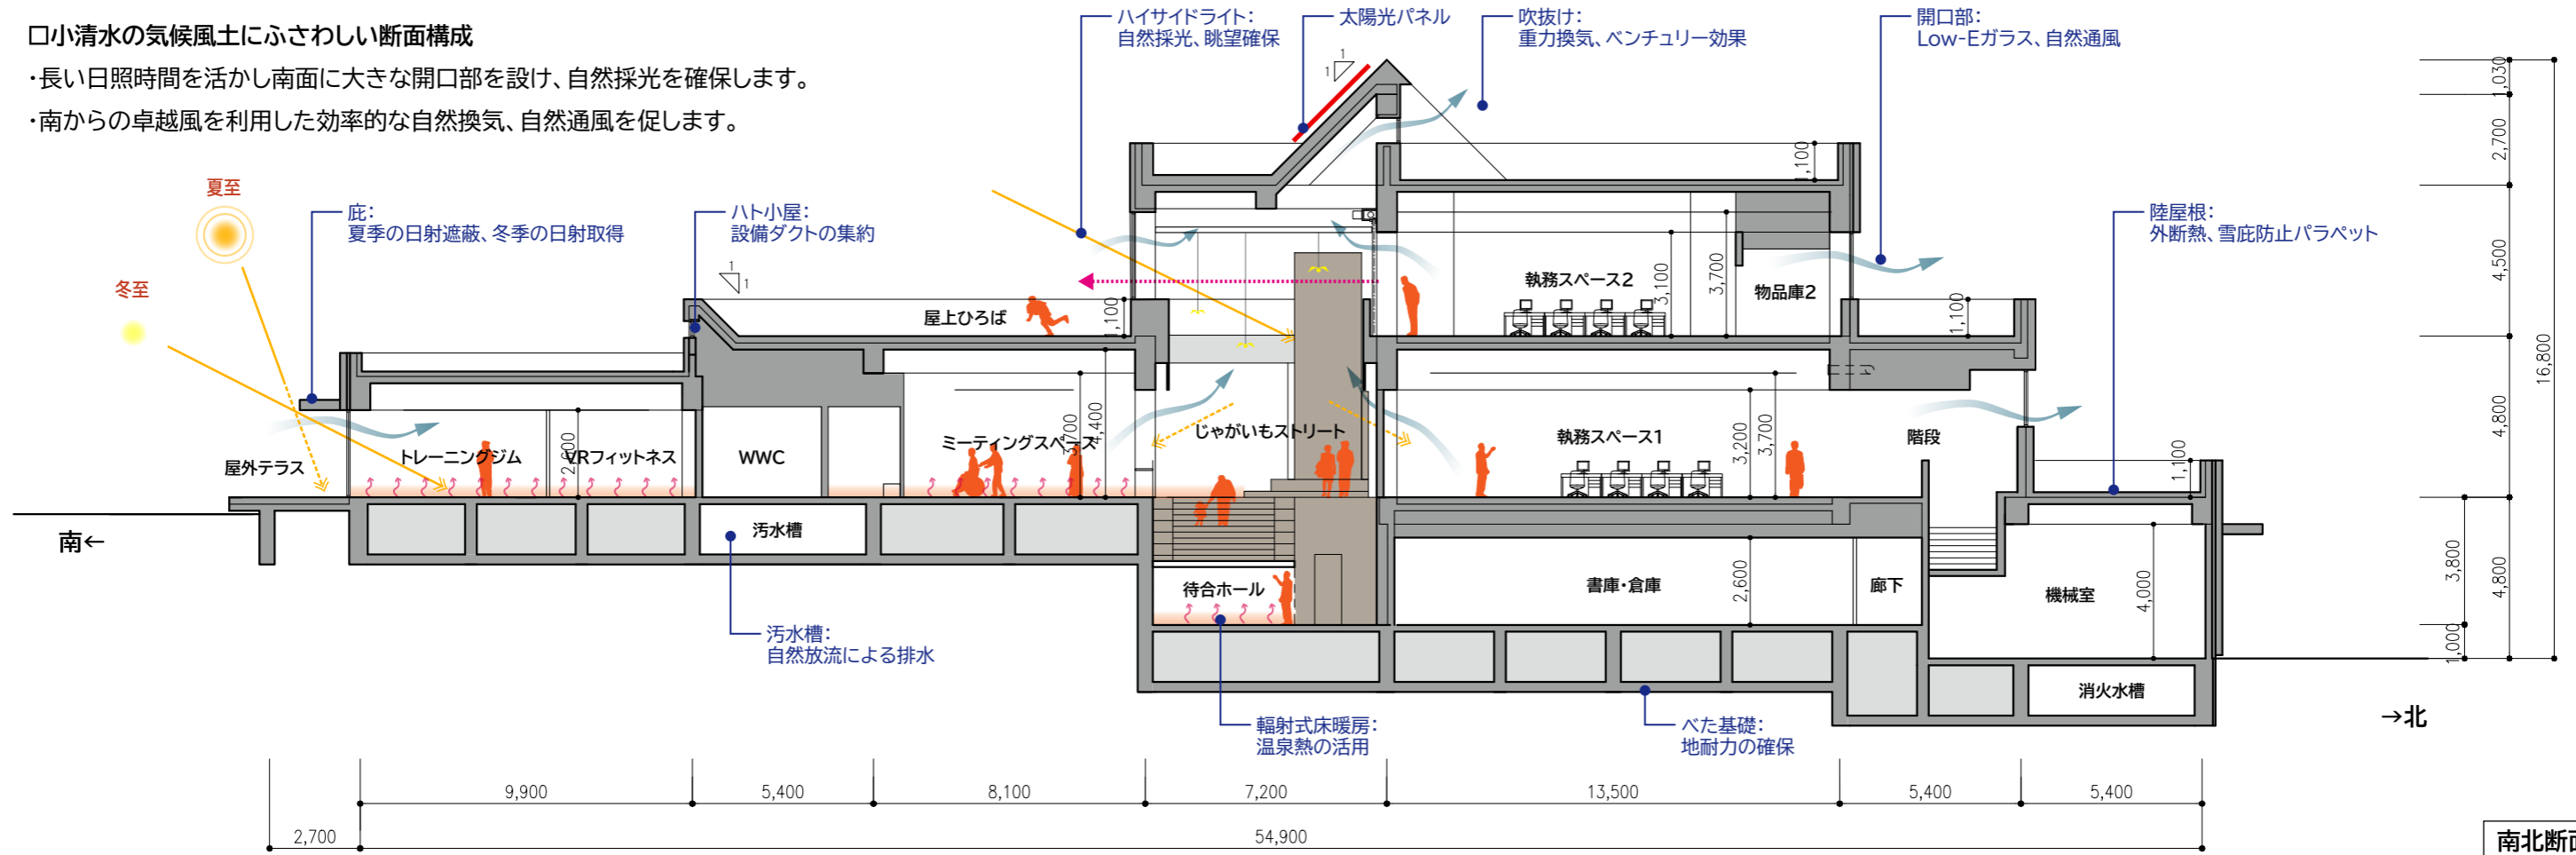 □小清水の気候風土にふさわしい断面構成
・長い日照時間を活かし南面に大きな開口部を設け、自然採光を確保します。
・南からの卓越風を利用した効率的な自然換気、自然通風を促します。
ハイサイドライト：
自然採光、眺望確保
太陽光パネル
吹抜け：
重力換気、ベンチュリー効果
開口部：
Low-Eガラス、自然通風
夏至
冬至
庇：
夏季の日射遮蔽、冬季の日射取得
ハト小屋：
設備ダクトの集約
陸屋根：
外断熱、雪庇防止パラペット
1
1
1
1
1,100
屋上ひろば
1,100
執務スペース2
3,100
3,700
物品庫2
1,100
1,030
2,700
4,500
4,800
4,800
16,800
3,800
1,000
屋外テラス
トレーニングジム
VRフィットネス
WWC
ミーティングスペース
3,700
4,400
じゃがいもストリート
執務スペース1
3,200
3,700
階段
1,100
南←
汚水槽
待合ホール
書庫・倉庫
2,600
廊下
機械室
4,000
消火水槽
→北
汚水槽：
自然放流による排水
輻射式床暖房：
温泉熱の活用
べた基礎：
地耐力の確保
9,900
5,400
8,100
7,200
13,500
5,400
5,400
2,700
54,900
南北断